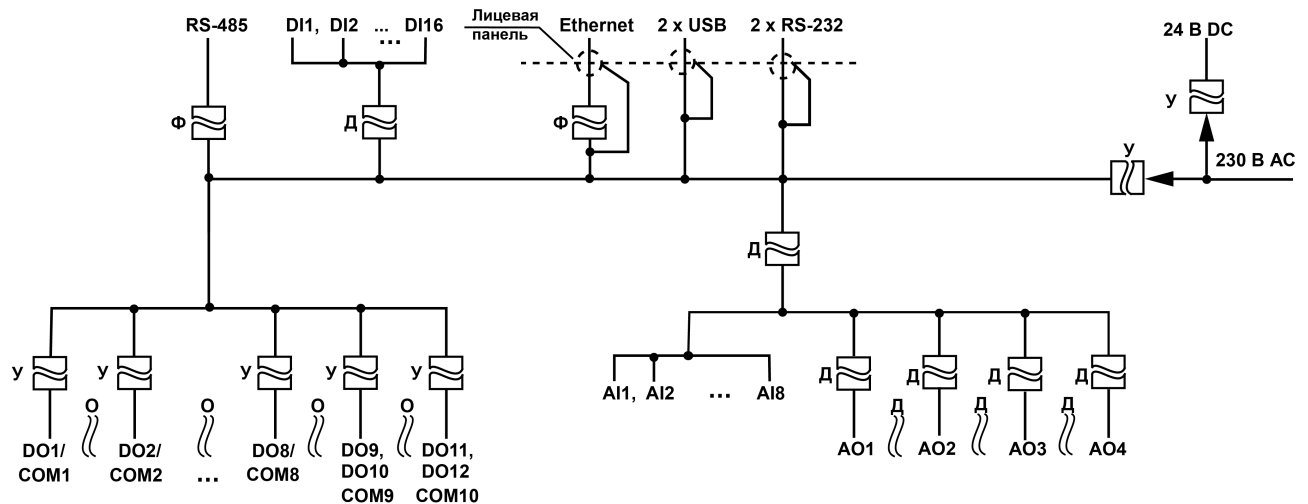 RS-485
DI1, DI2 ... DI16
...
Лицевая
панель
Ethernet
2 x USB
2 x RS-232
24 В DC
Ф
Д
Ф
У
У
230 В AC
Д
У
У
У
У
У
О
О
О
О
DO1/
COM1
DO2/
COM2
...
DO8/
COM8
DO9,
DO10
COM9
DO11,
DO12
COM10
AI1, AI2 ... AI8
Д
Д
Д
Д
Д
Д
Д
AO1
AO2
AO3
AO4